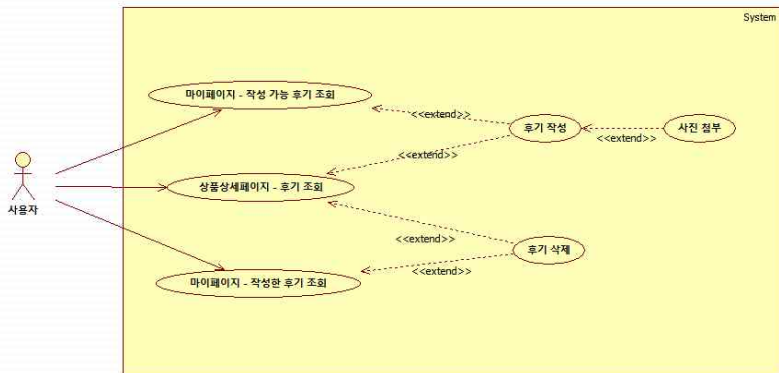 System
마이페이지 - 작성 가능 후기 조회
<<extend>>
후기 작성
<<extend>>
사진 첨부
<<extend>>
사용자
상품상세페이지 - 후기 조회
<<extend>>
후기 삭제
<<extend>>
마이페이지 - 작성한 후기 조회